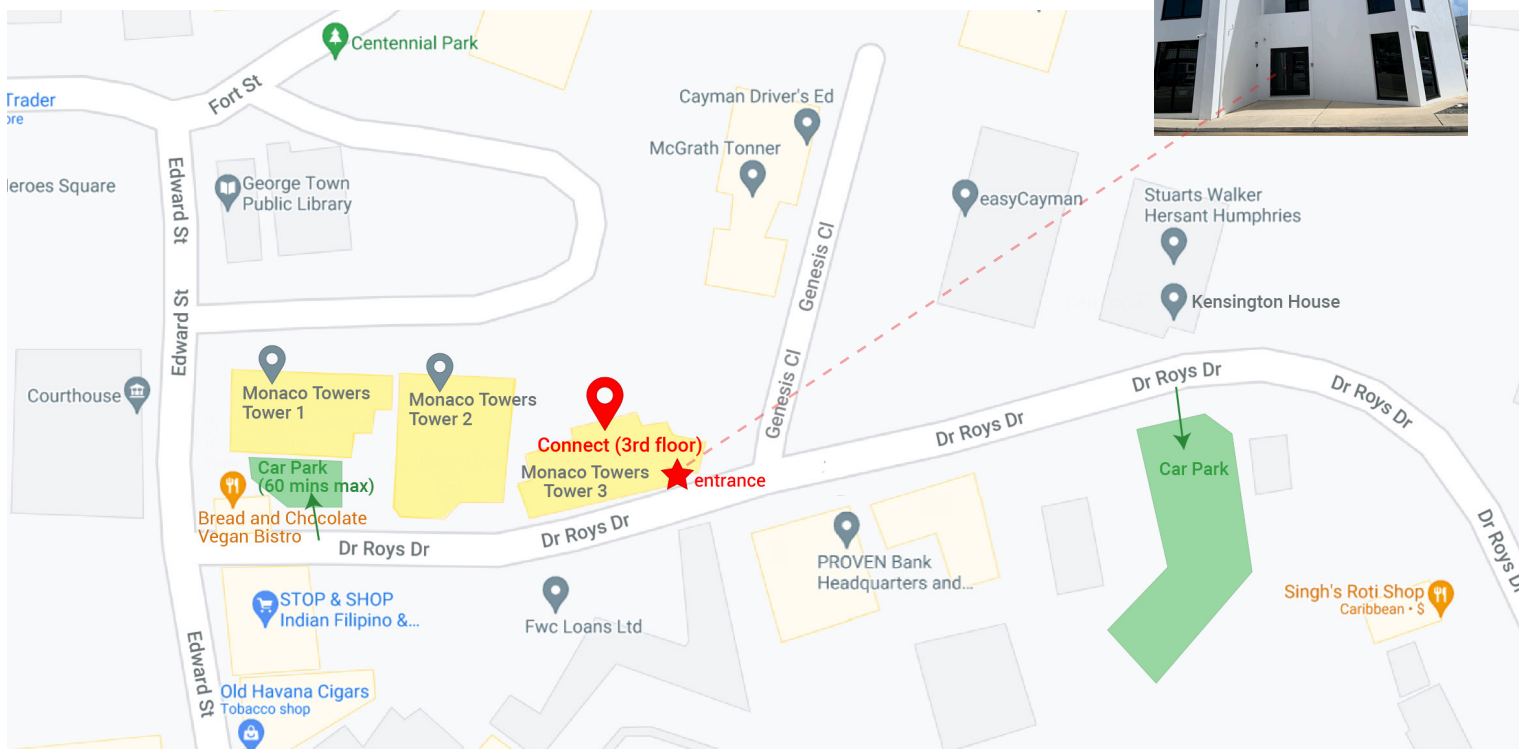 Centennial Park
Fort St
Trader
ore
Cayman Driver's Ed
McGrath Tonner
Edward St
eroes Square
George Town
Public Library
easyCayman
Stuarts Walker
Hersant Humphries
Genesis Cl
Kensington House
Edward St
Courthouse
Monaco Towers
Tower 1
Monaco Towers
Tower 2
Genesis Cl
Dr Roys Dr
Dr Roys Dr
Dr Roys Dr
Connect (3rd floor)
Monaco Towers
Tower 3
entrance
Car Park
(60 mins max)
Car Park
Bread and Chocolate
Vegan Bistro
Dr Roys Dr
Dr Roys Dr
Dr Roys Dr
PROVEN Bank
Headquarters and...
STOP & SHOP
Indian Filipino &...
Fwc Loans Ltd
Singh's Roti Shop
Caribbean • $
Edward St
Old Havana Cigars
Tobacco shop